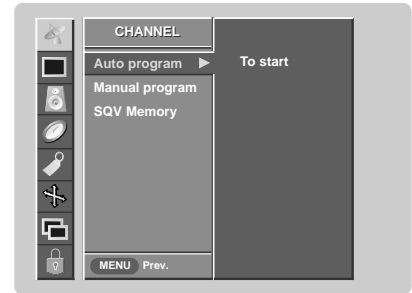 CHANNEL
Auto program ▶ To start
Manual program
SQV Memory
MENU Prev.